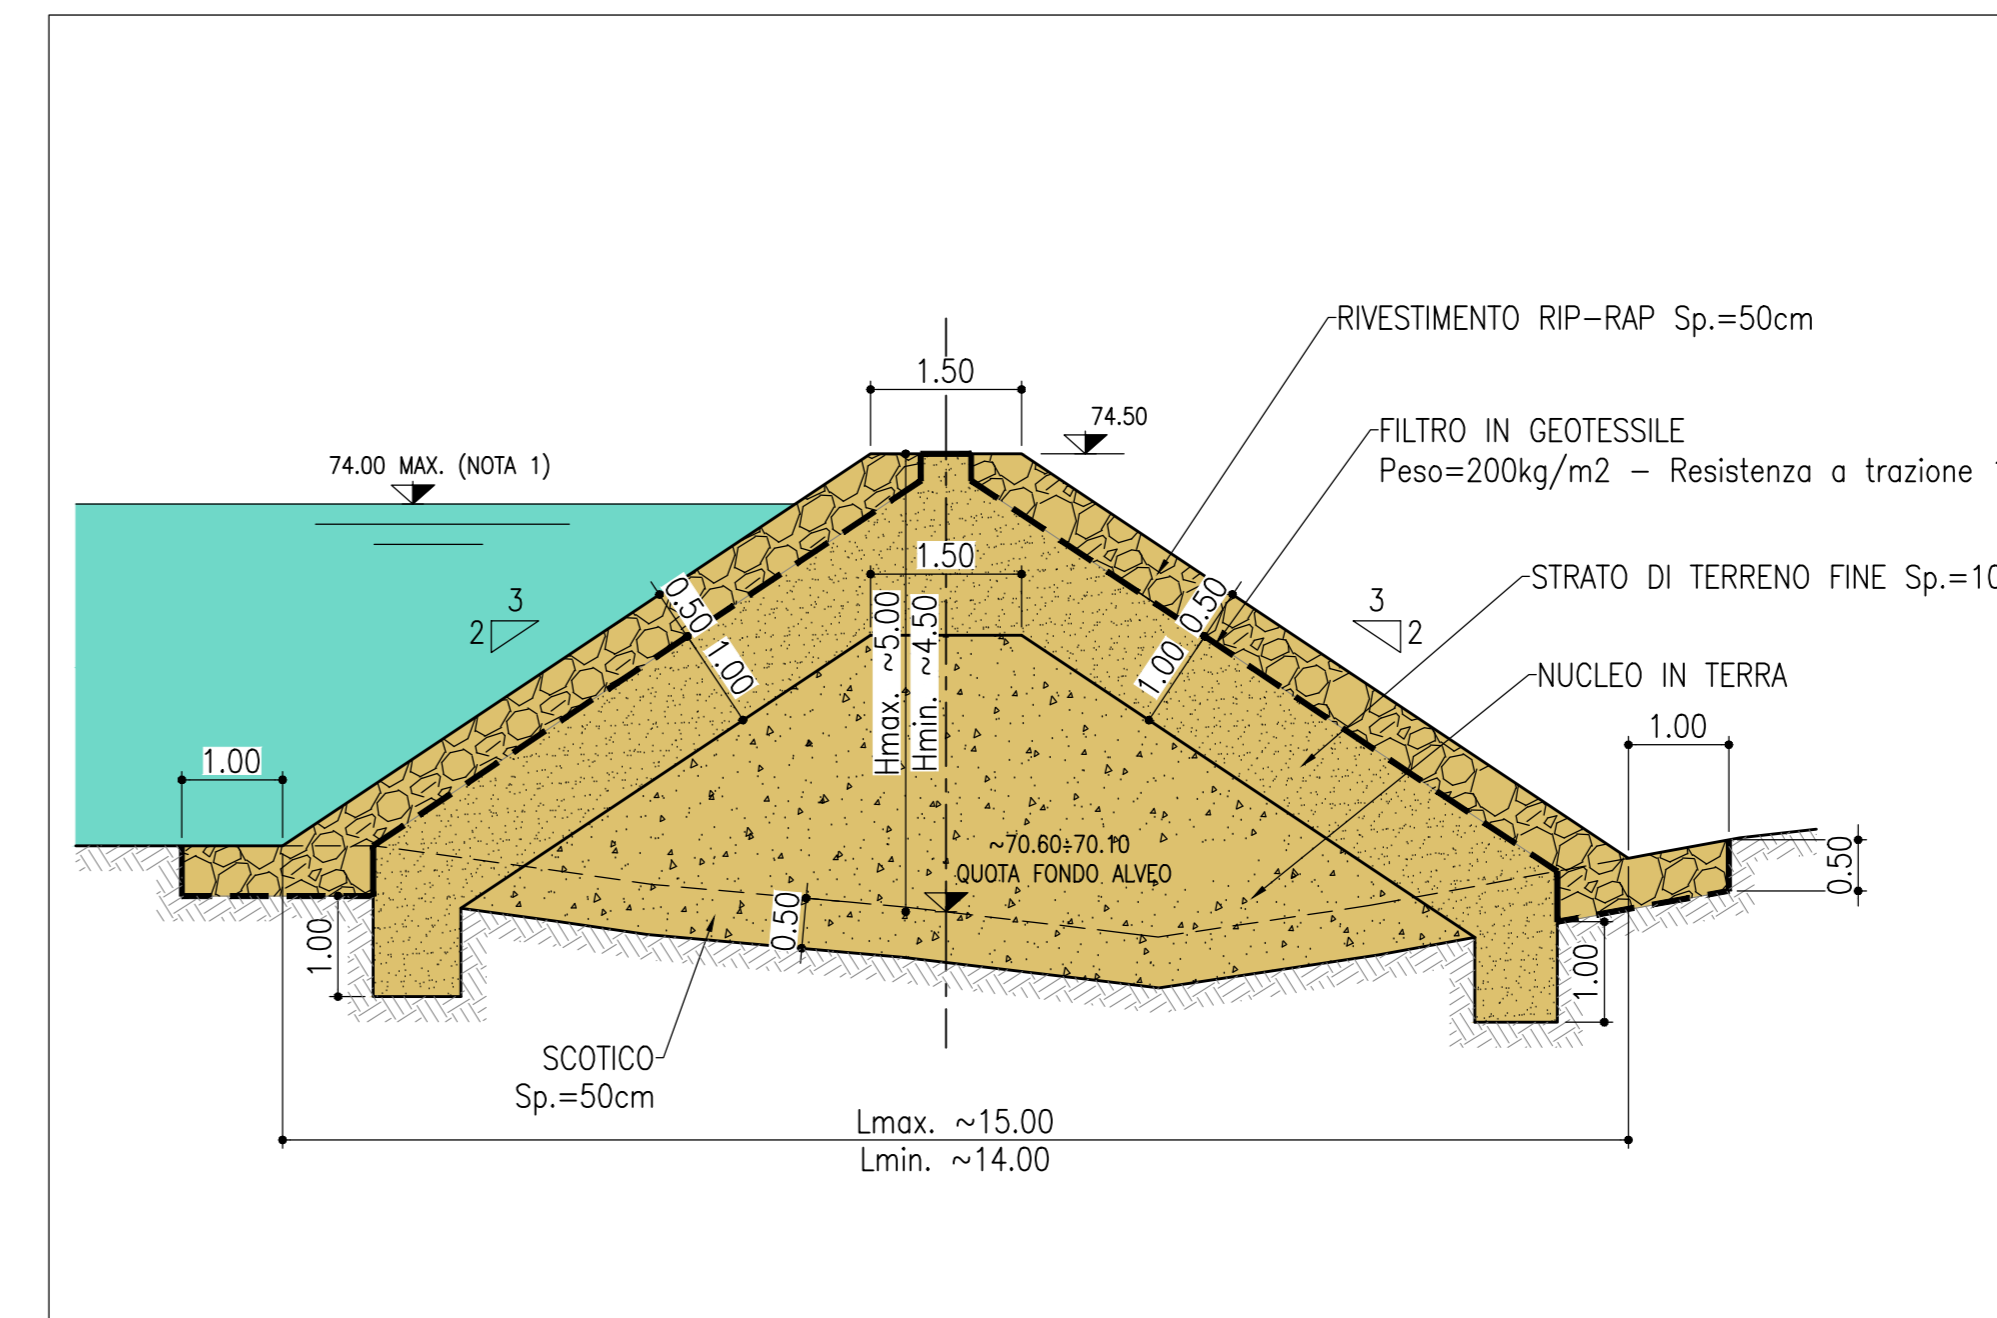 RIVESTIMENTO RIP-RAP Sp.=50cm
1.50
74.50
FILTRO IN GEOTESSILE
Peso=200kg/m2 - Resistenza a trazione
74.00 MAX. (NOTA 1)
1.50
STRATO DI TERRENO FINE Sp.=10
0.50
0.50
3
2
3
2
1.00
1.00
Hmax. ~5.00
Hmin. ~4.50
NUCLEO IN TERRA
1.00
1.00
~70.60÷70.10
QUOTA FONDO ALVEO
0.50
0.50
1.00
1.00
SCOTICO
Sp.=50cm
Lmax. ~15.00
Lmin. ~14.00